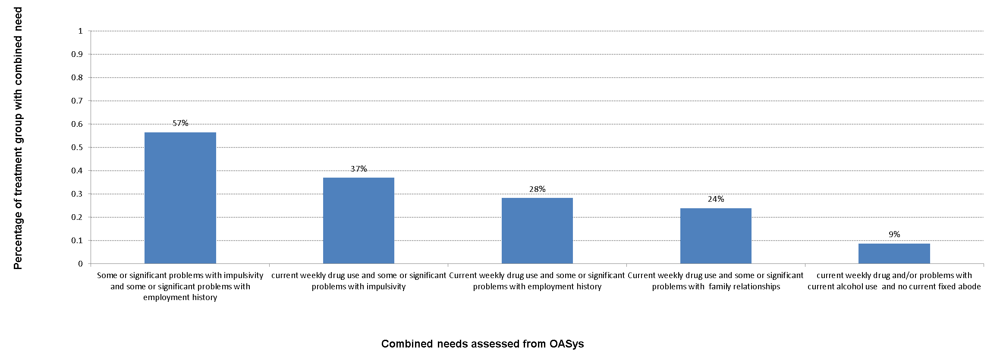 Percentage of treatment group with combined need
1
0.9
0.8
0.7
0.6
0.5
0.4
0.3
0.2
0.1
0
57%
37%
28%
24%
9%
Some or significant problems with impulsivity
and some or significant problems with
employment history
current weekly drug use and some or significant
problems with impulsivity
Current weekly drug use and some or significant
problems with employment history
Current weekly drug use and some or significant
problems with  family relationships
current weekly drug and/or problems with
current alcohol use  and no current fixed abode
Combined needs assessed from OASys